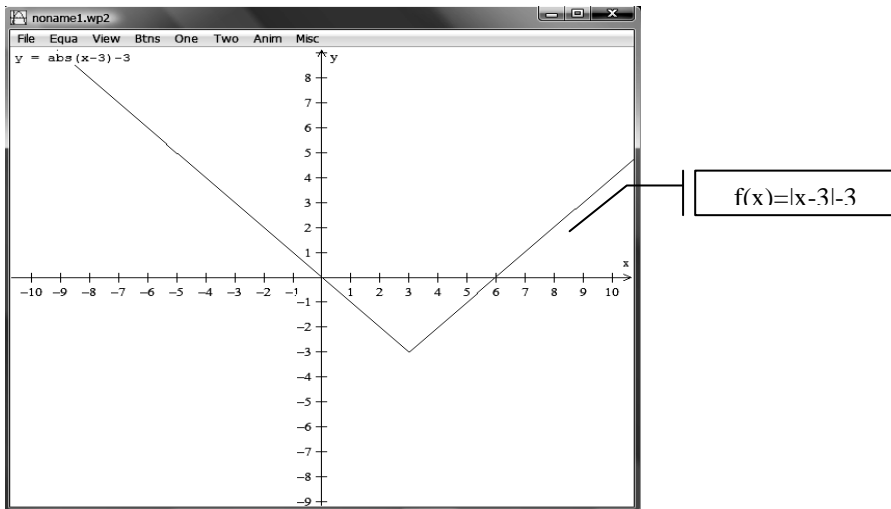 noname1.wp2
File Equa View Btns One Two Anim Misc
y = abs(x-3)-3
y
8
7
6
5
4
3
2
1
x
−10 −9 −8 −7 −6 −5 −4 −3 −2 −1 1 2 3 4 5 6 7 8 9 10
−1
−2
−3
−4
−5
−6
−7
−8
−9
f(x)=|x-3|-3